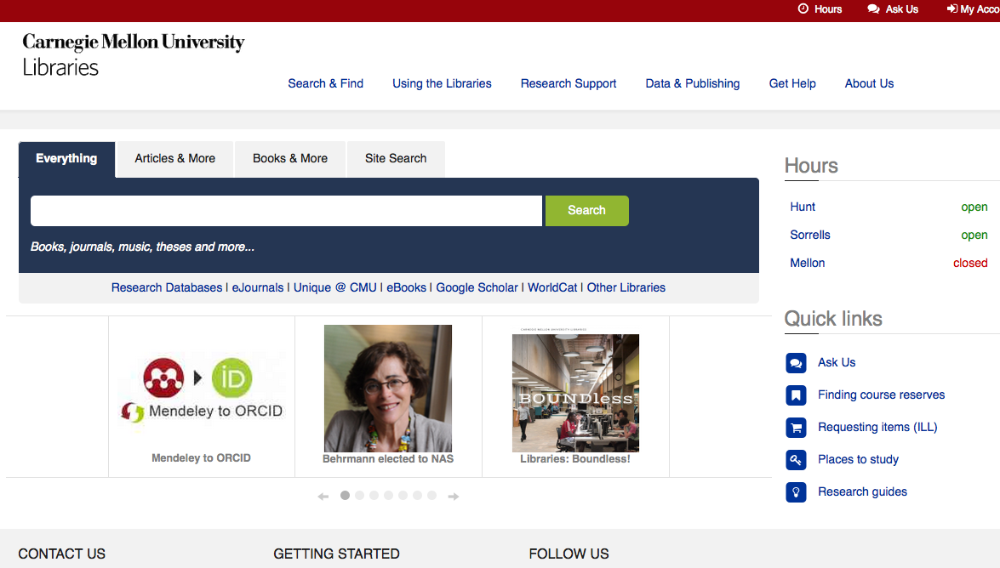 Hours Ask Us My Acco
Carnegie Mellon University
Libraries
Search & Find Using the Libraries Research Support Data & Publishing Get Help About Us
Everything Articles & More Books & More Site Search
Search
Books, journals, music, theses and more...
Research Databases | eJournals | Unique @ CMU | eBooks | Google Scholar | WorldCat | Other Libraries
iD
Mendeley to ORCID
Mendeley to ORCID
Behrmann elected to NAS
CARNEGIE MELLON UNIVERSITY LIBRARIES
BOUNDless
Libraries: Boundless!
Hours
Hunt open
Sorrells open
Mellon closed
Quick links
Ask Us
Finding course reserves
Requesting items (ILL)
Places to study
Research guides
CONTACT US GETTING STARTED FOLLOW US